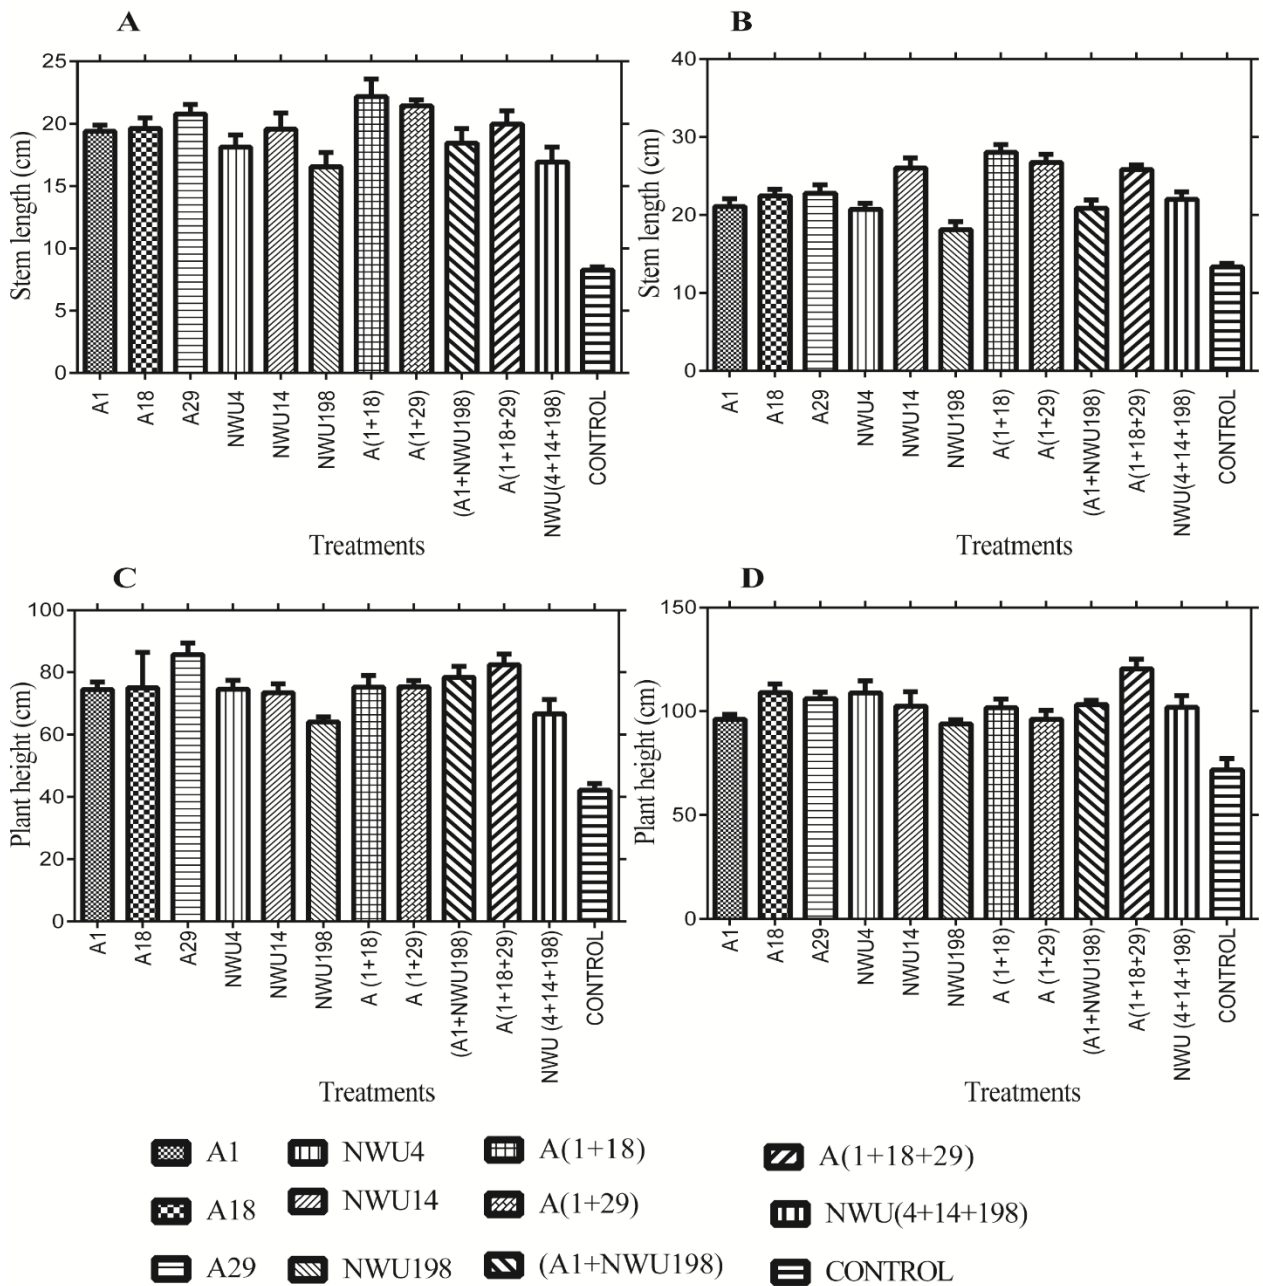 A
25
20
15
10
5
0
Stem length (cm)
A1
A18
A29
NWU4
NWU14
NWU198
A(1+18)
A(1+29)
(A1+NWU198)
A(1+18+29)
NWU(4+14+198)
CONTROL
Treatments
B
40
30
20
10
0
Stem length (cm)
A1
A18
A29
NWU4
NWU14
NWU198
A(1+18)
A(1+29)
(A1+NWU198)
A(1+18+29)
NWU(4+14+198)
CONTROL
Treatments
C
100
80
60
40
20
0
Plant height (cm)
A1
A18
A29
NWU4
NWU14
NWU198
A (1+18)
A (1+29)
(A1+NWU198)
A(1+18+29)
NWU (4+14+198)
CONTROL
Treatments
D
150
100
50
0
Plant height (cm)
A1
A18
A29
NWU4
NWU14
NWU198
A (1+18)
A (1+29)
(A1+NWU198)
A(1+18+29)
NWU (4+14+198)
CONTROL
Treatments
A1
A18
A29
NWU4
NWU14
NWU198
A(1+18)
A(1+29)
(A1+NWU198)
A(1+18+29)
NWU(4+14+198)
CONTROL